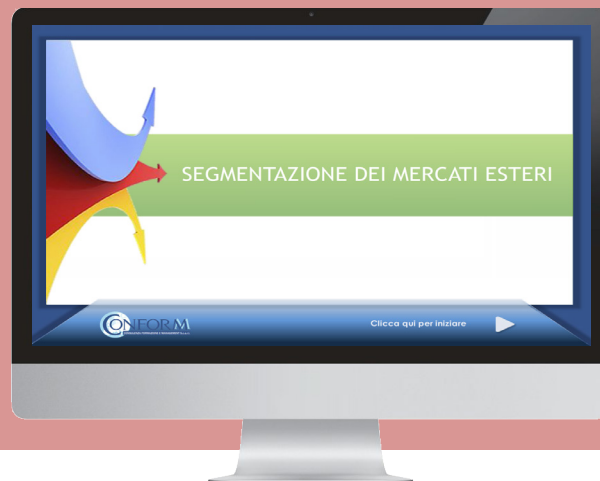 SEGMENTAZIONE DEI MERCATI ESTERI
CONFORM
Clicca qui per iniziare